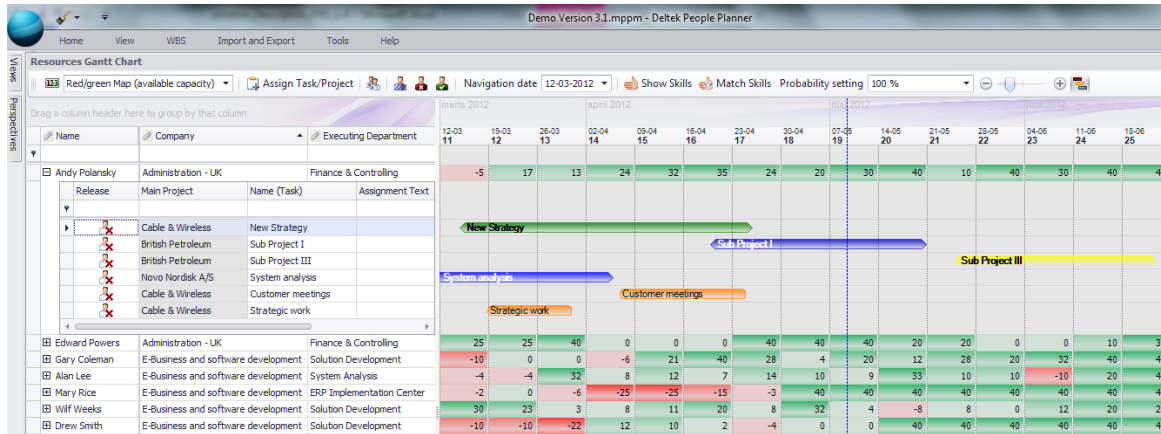 Demo Version 3.1.mppm - Deltek People Planner
Home View WBS Import and Export Tools Help
Views
Perspectives
Resources Gantt Chart
123 Red/green Map (available capacity) Assign Task/Project Navigation date 12-03-2012 Show Skills Match Skills Probability setting 100 %
Drag a column header here to group by that column
marts 2012 april 2012 maj 2012 juni 2012
Name Company Executing Department
12-03 19-03 26-03 02-04 09-04 16-04 23-04 30-04 07-05 14-05 21-05 28-05 04-06 11-06 18-06
11 12 13 14 15 16 17 18 19 20 21 22 23 24 25
Andy Polansky Administration - UK Finance & Controlling -5 17 13 24 32 35 24 20 30 40 10 40 30 40 4
Release Main Project Name (Task) Assignment Text
Cable & Wireless New Strategy New Strategy
British Petroleum Sub Project I Sub Project I
British Petroleum Sub Project III Sub Project III
Novo Nordisk A/S System analysis System analysis
Cable & Wireless Customer meetings Customer meetings
Cable & Wireless Strategic work Strategic work
Edward Powers Administration - UK Finance & Controlling 25 25 40 0 0 0 40 40 40 20 20 0 0 10 3
Gary Coleman E-Business and software development Solution Development -10 0 0 -6 21 40 28 4 20 12 28 20 32 40 4
Alan Lee E-Business and software development System Analysis -4 -4 32 8 12 7 14 10 9 33 10 10 -10 20 4
Mary Rice E-Business and software development ERP Implementation Center -2 0 -6 -25 -25 -15 -3 40 40 40 40 40 40 40 4
Wilf Weeks E-Business and software development Solution Development 30 23 3 8 11 20 8 32 4 -8 8 0 12 20 2
Drew Smith E-Business and software development Solution Development -10 -10 -22 12 10 2 -4 0 0 40 40 40 40 40 4